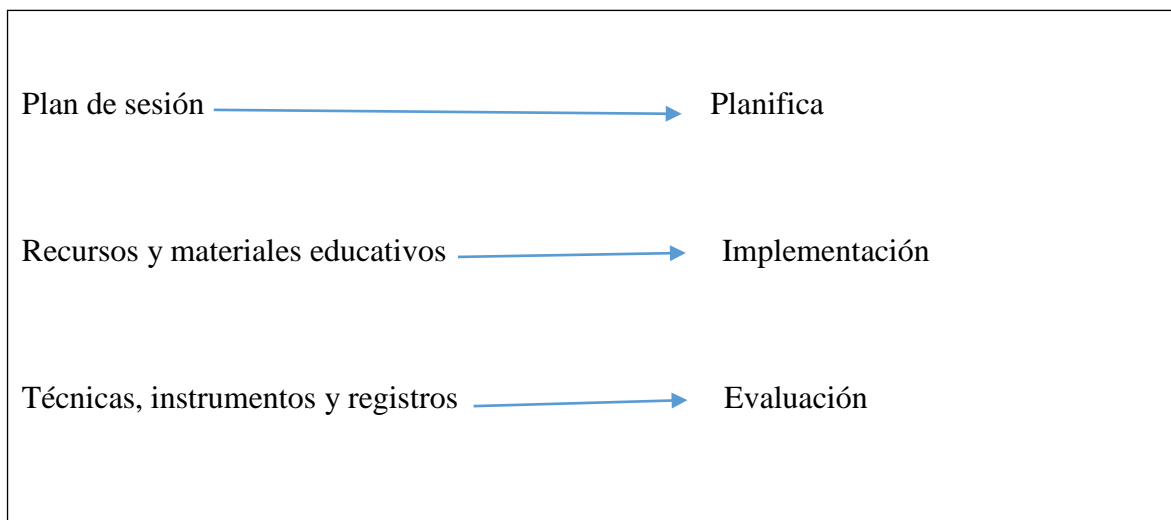 Plan de sesión Planifica
Recursos y materiales educativos Implementación
Técnicas, instrumentos y registros Evaluación